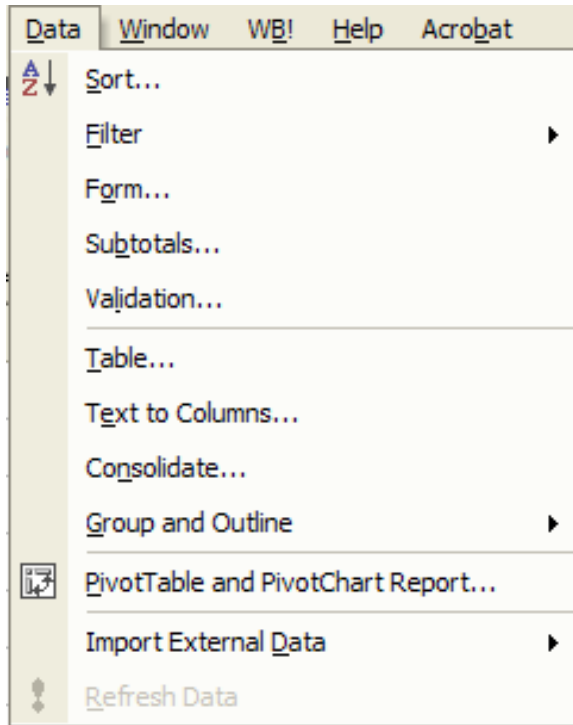 Data Window WB! Help Acrobat
Sort...
Filter
Form...
Subtotals...
Validation...
Table...
Text to Columns...
Consolidate...
Group and Outline
PivotTable and PivotChart Report...
Import External Data
Refresh Data